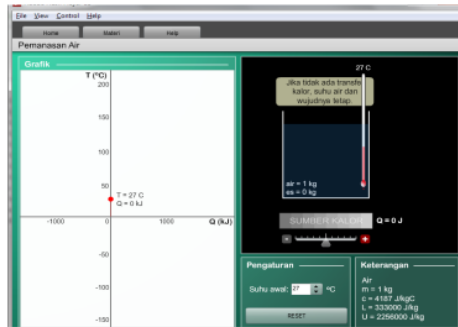 File View Control Help
Home Materi help
Pemanasan Air
Grafik
T (°C)
200
150
100
50
T = 27 C
Q = 0 kJ
-1000 0 1000 Q (kJ)
-50
-100
-150
27 C
Jika tidak ada transfe
kalor, suhu air dan
wujudnya tetap.
air = 1 kg
es = 0 kg
SUMBER KALOR Q = 0 J
Pengaturan
Suhu awal: 27 °C
RESET
Keterangan
Air
m = 1 kg
c = 4187 J/kgC
L = 333000 J/kg
U = 2256000 J/kg